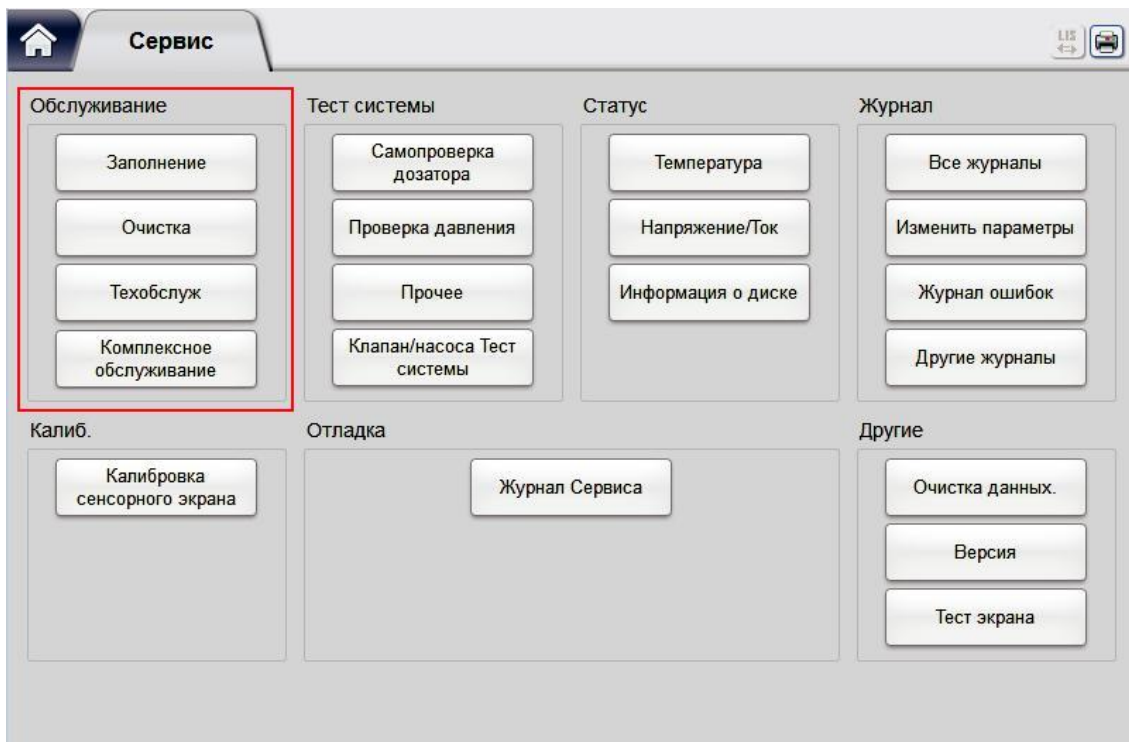 Сервис
LIS
Обслуживание
Заполнение
Очистка
Техобслуж
Комплексное
обслуживание
Тест системы
Самопроверка
дозатора
Проверка давления
Прочее
Клапан/насоса Тест
системы
Статус
Температура
Напряжение/Ток
Информация о диске
Журнал
Все журналы
Изменить параметры
Журнал ошибок
Другие журналы
Калиб.
Калибровка
сенсорного экрана
Отладка
Журнал Сервиса
Другие
Очистка данных.
Версия
Тест экрана